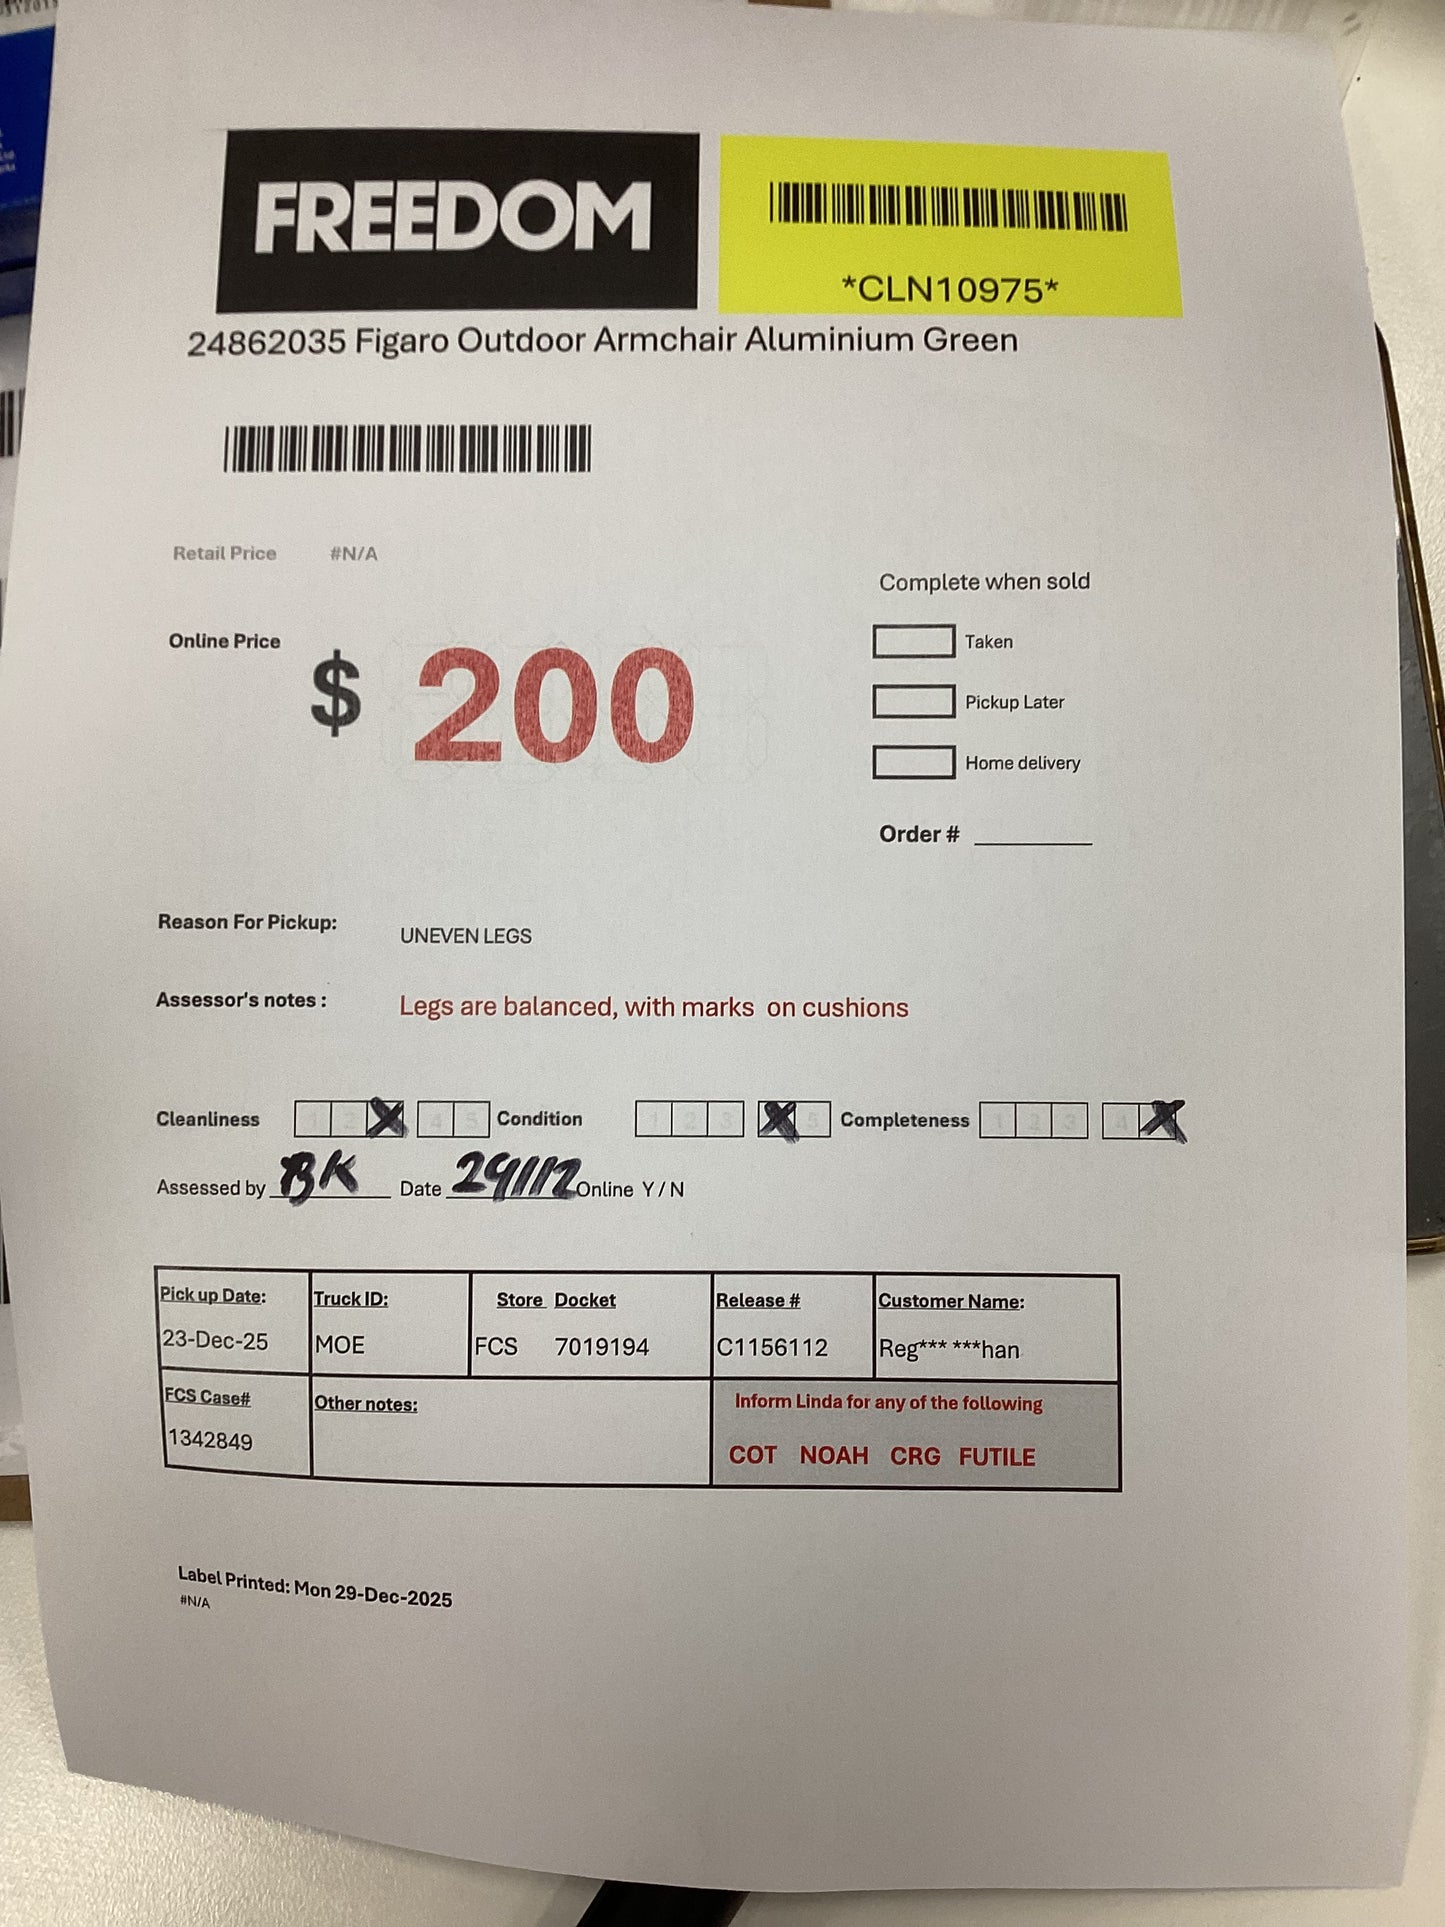 FREEDOM
*CLN10975*
24862035 Figaro Outdoor Armchair Aluminium Green
Retail Price #N/A
Complete when sold
Online Price $ 200
Taken
Pickup Later
Home delivery
Order #
Reason For Pickup: UNEVEN LEGS
Assessor's notes : Legs are balanced, with marks on cushions
Cleanliness 1 2 X 4 5 Condition 1 2 3 X 5 Completeness 1 2 3 4 X
Assessed by BK Date 29/12 Online Y / N
Pick up Date: Truck ID: Store Docket Release # Customer Name:
23-Dec-25 MOE FCS 7019194 C1156112 Reg*** ***han
FCS Case# Other notes: Inform Linda for any of the following
1342849 COT NOAH CRG FUTILE
Label Printed: Mon 29-Dec-2025
#N/A